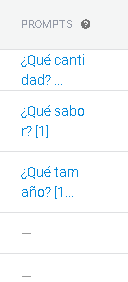 PROMPTS ?
¿Qué canti
dad? ...
¿Qué sabo
r? [1]
¿Qué tam
año? [1...
—
—